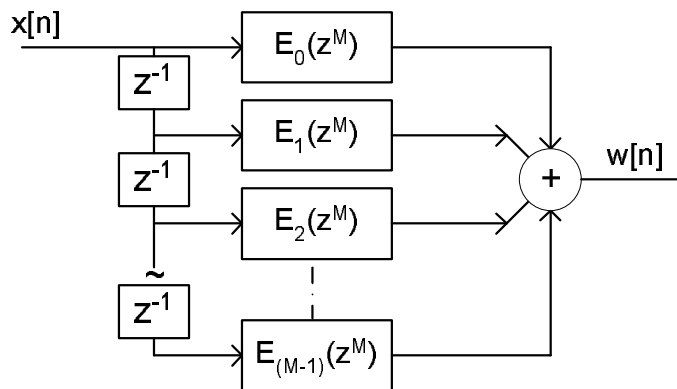 x[n]
E₀(zᴹ)
z⁻¹
E₁(zᴹ)
z⁻¹
w[n]
+
E₂(zᴹ)
~
z⁻¹
E₍M-1₎(zᴹ)